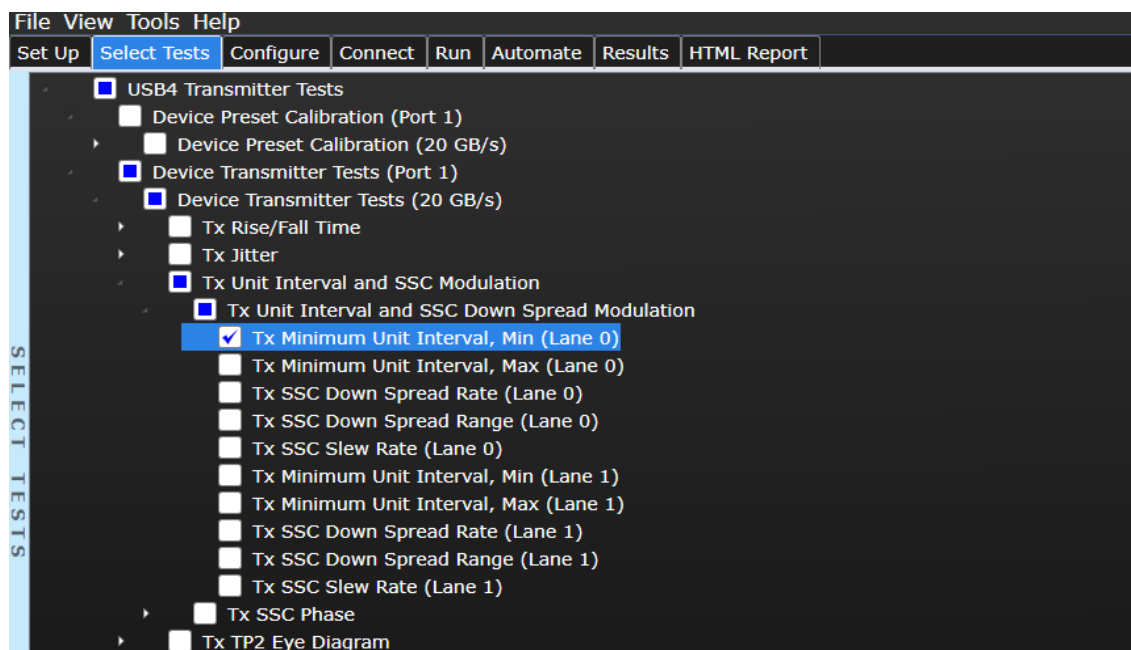 File View Tools Help
Set Up Select Tests Configure Connect Run Automate Results HTML Report
USB4 Transmitter Tests
Device Preset Calibration (Port 1)
Device Preset Calibration (20 GB/s)
Device Transmitter Tests (Port 1)
Device Transmitter Tests (20 GB/s)
Tx Rise/Fall Time
Tx Jitter
Tx Unit Interval and SSC Modulation
Tx Unit Interval and SSC Down Spread Modulation
Tx Minimum Unit Interval, Min (Lane 0)
Tx Minimum Unit Interval, Max (Lane 0)
Tx SSC Down Spread Rate (Lane 0)
Tx SSC Down Spread Range (Lane 0)
Tx SSC Slew Rate (Lane 0)
Tx Minimum Unit Interval, Min (Lane 1)
Tx Minimum Unit Interval, Max (Lane 1)
Tx SSC Down Spread Rate (Lane 1)
Tx SSC Down Spread Range (Lane 1)
Tx SSC Slew Rate (Lane 1)
Tx SSC Phase
Tx TP2 Eye Diagram
SELECT TESTS